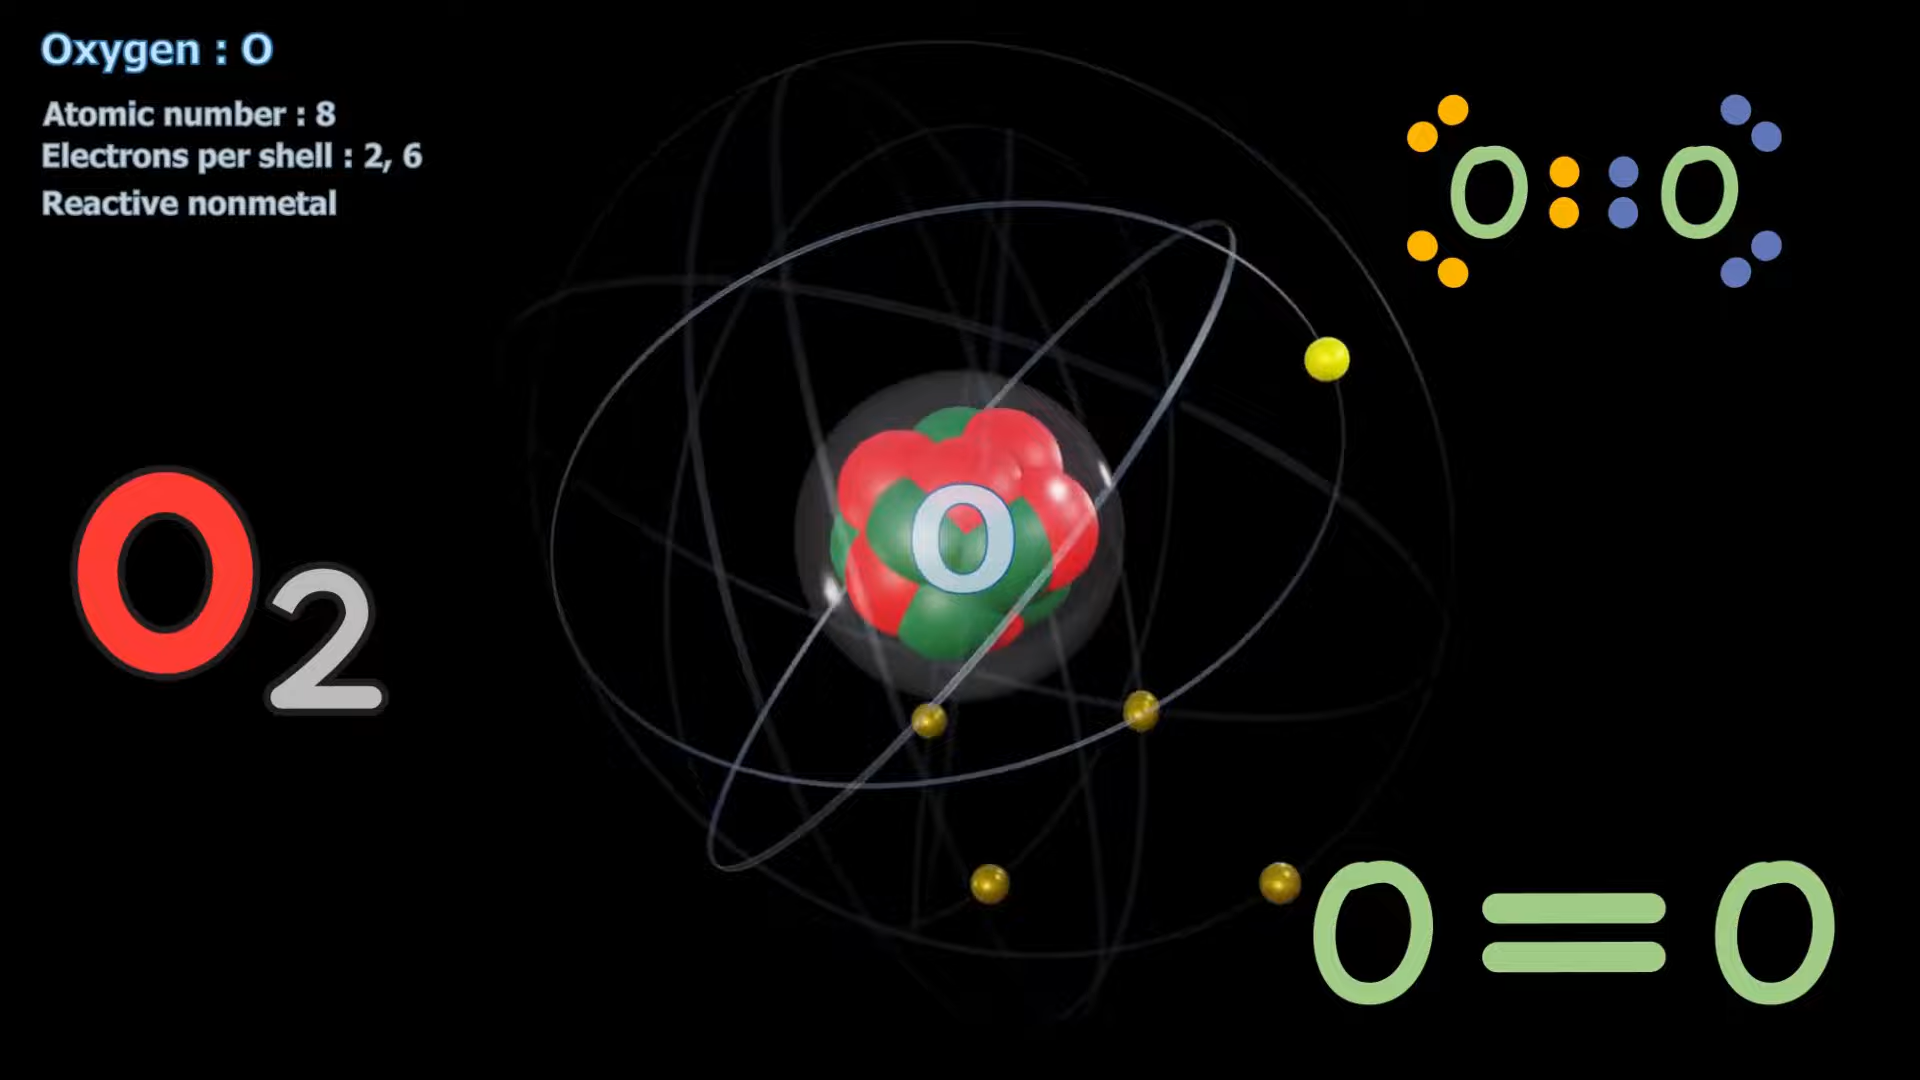 Oxygen : O
Atomic number : 8
Electrons per shell : 2, 6
Reactive nonmetal
O :: O
O2
O
O = O